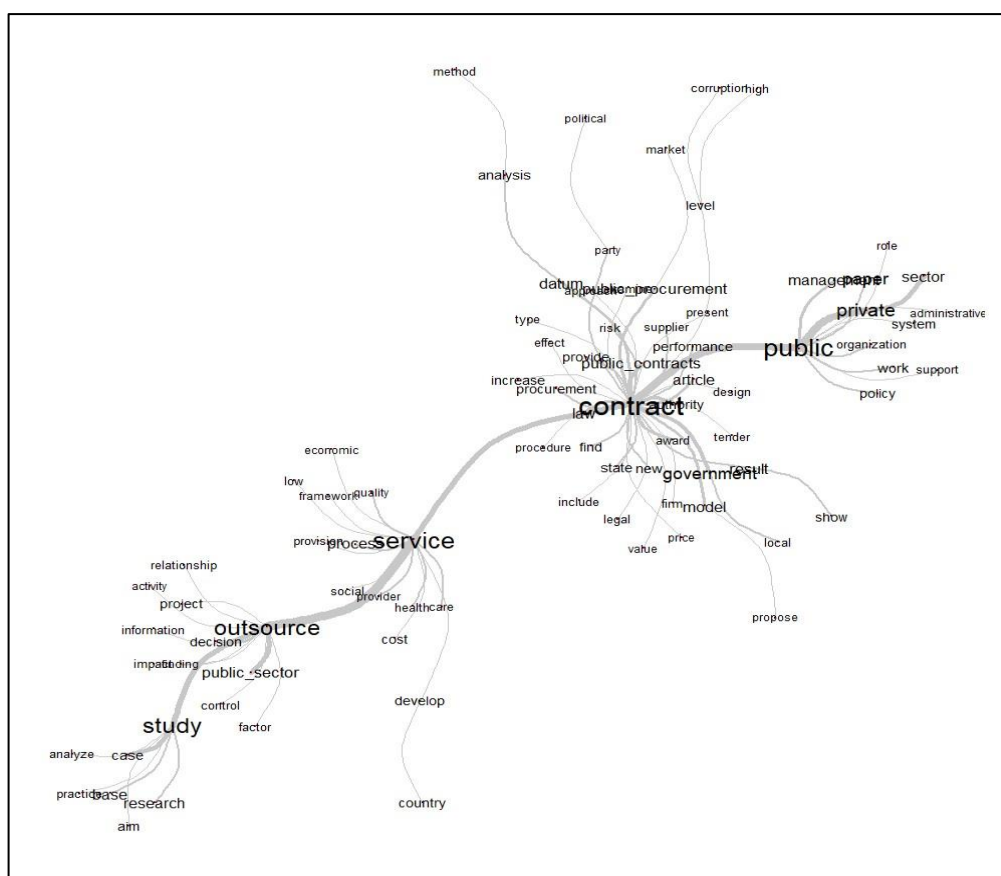 method
corruption high
political
market
analysis
level
party
role
management paper sector
datum
approach
public_procurement
private
administrative
type
risk
supplier
present
system
effect
performance
public
organization
provide
public_contracts
work
support
increase
procurement
article
design
policy
contract
law
authority
procedure
find
award
tender
economic
state new
government
result
low
framework
quality
include
firm
model
legal
show
provision
process
service
value
price
local
relationship
social
provider
activity
project
healthcare
propose
information
outsource
cost
decision
impact
finding
public_sector
control
develop
study
factor
analyze
case
practice
base
research
country
aim